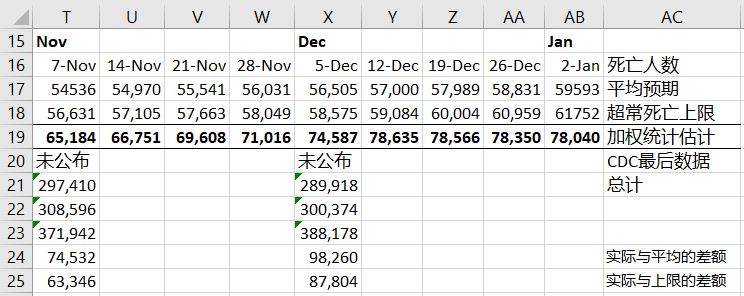 T U V W X Y Z AA AB AC
15 Nov Dec Jan
16 7-Nov 14-Nov 21-Nov 28-Nov 5-Dec 12-Dec 19-Dec 26-Dec 2-Jan 死亡人数
17 54536 54,970 55,541 56,031 56,505 57,000 57,989 58,831 59593 平均预期
18 56,631 57,105 57,663 58,049 58,575 59,084 60,004 60,959 61752 超常死亡上限
19 65,184 66,751 69,608 71,016 74,587 78,635 78,566 78,350 78,040 加权统计估计
20 未公布 未公布 CDC最后数据
21 297,410 289,918 总计
22 308,596 300,374
23 371,942 388,178
24 74,532 98,260 实际与平均的差额
25 63,346 87,804 实际与上限的差额